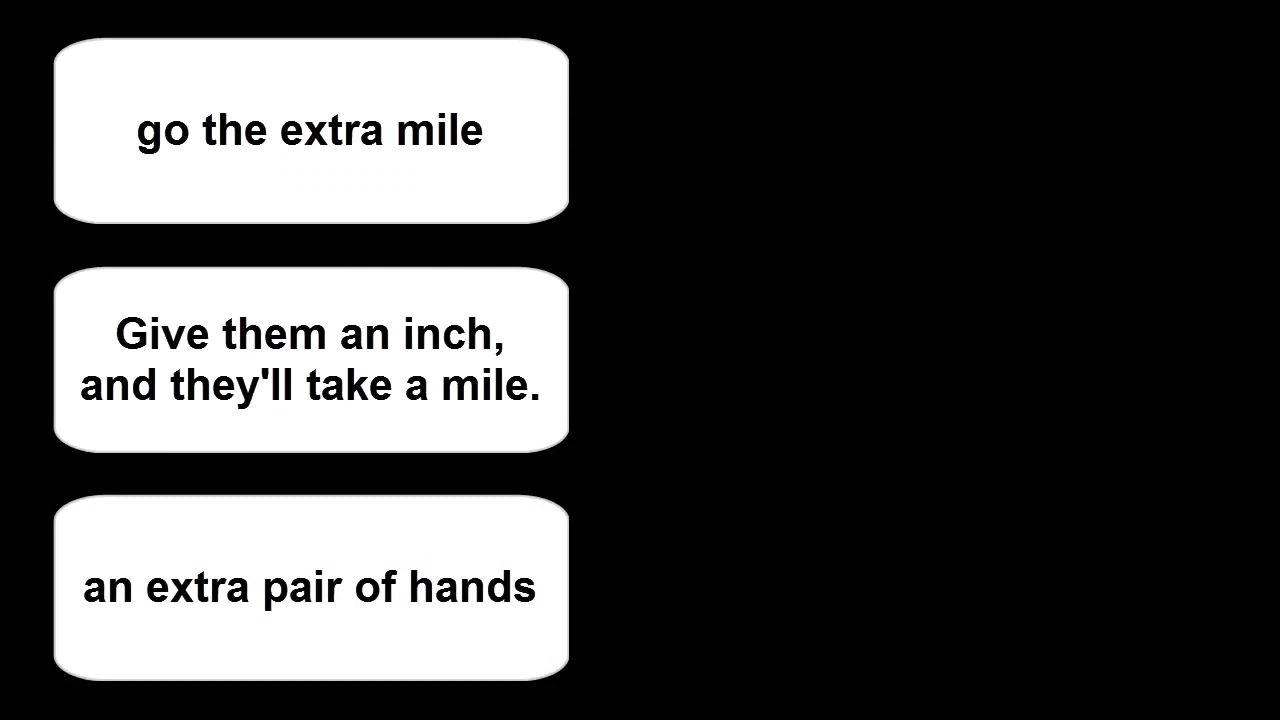 go the extra mile
Give them an inch,
and they'll take a mile.
an extra pair of hands